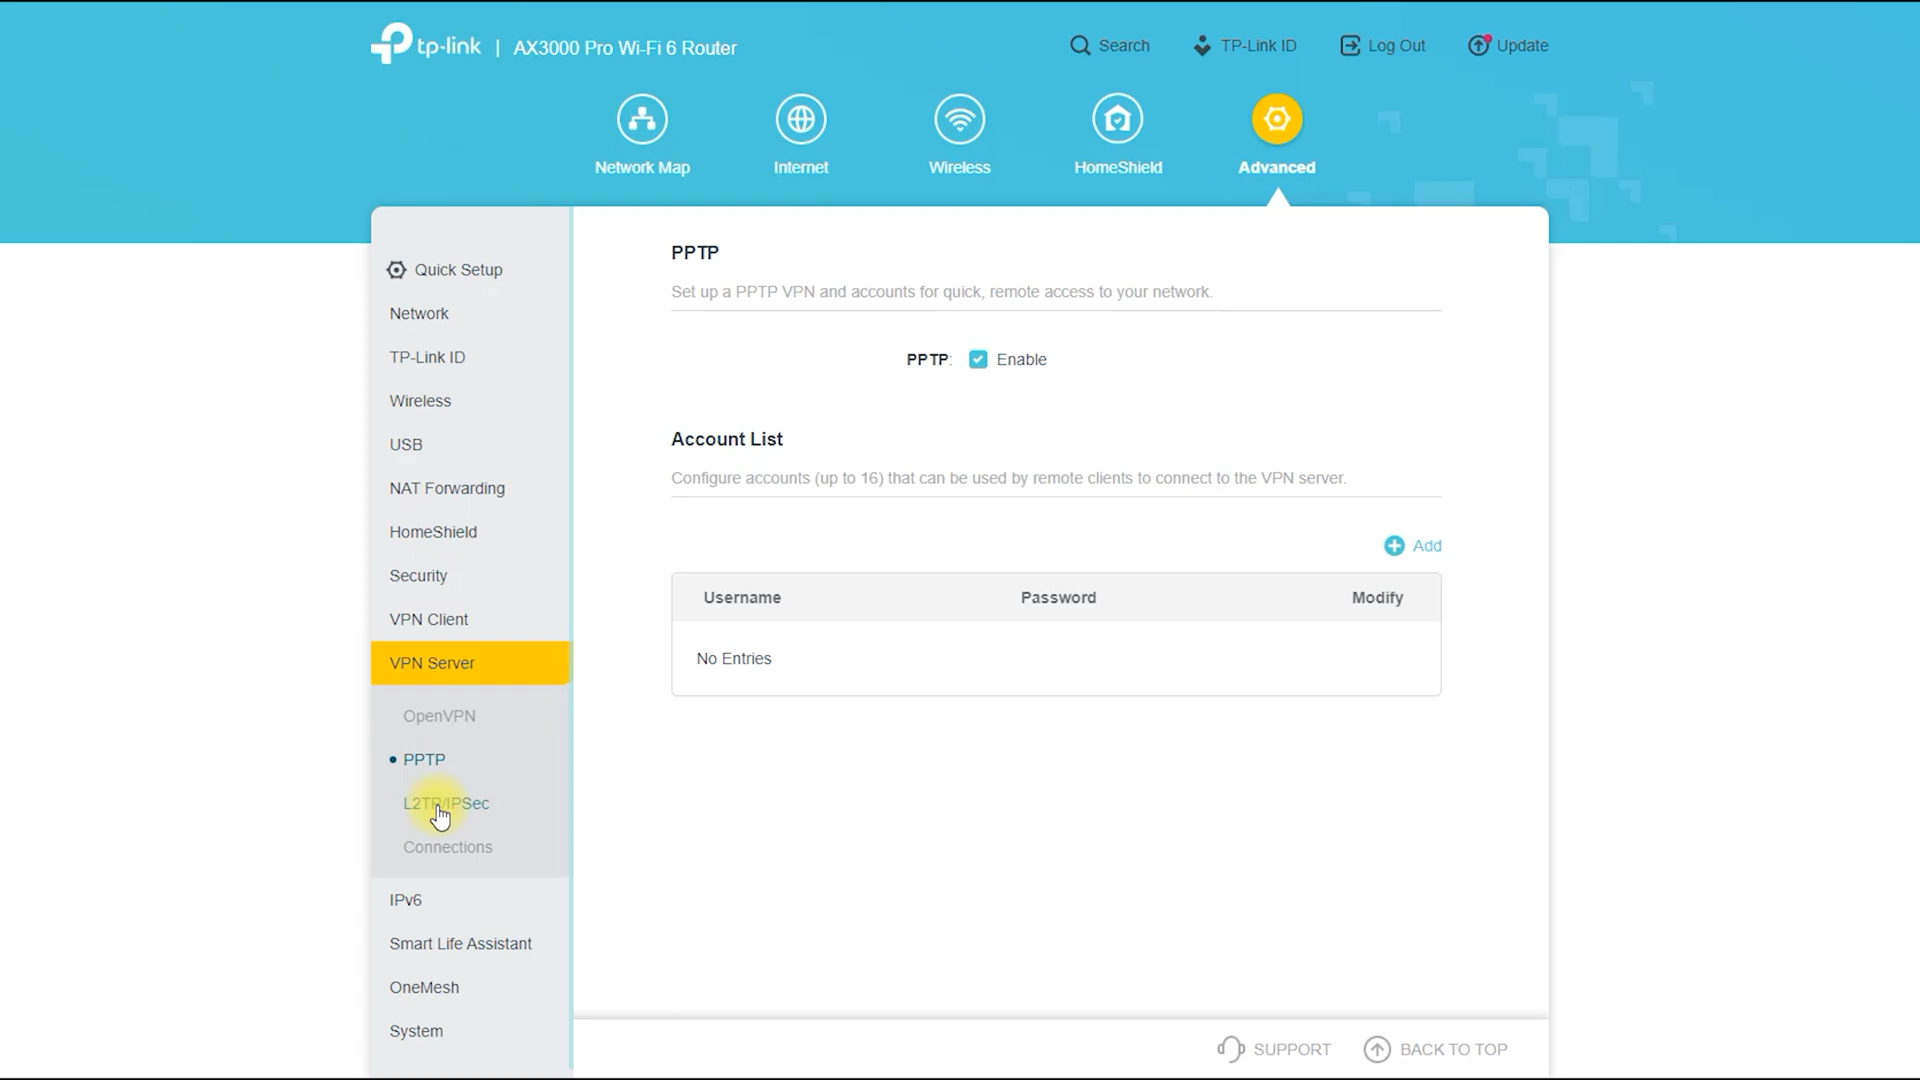 tp-link | AX3000 Pro Wi-Fi 6 Router
Search
TP-Link ID
Log Out
Update
Network Map
Internet
Wireless
HomeShield
Advanced
Quick Setup
Network
TP-Link ID
Wireless
USB
NAT Forwarding
HomeShield
Security
VPN Client
VPN Server
OpenVPN
PPTP
L2TP/IPSec
Connections
IPv6
Smart Life Assistant
OneMesh
System
PPTP
Set up a PPTP VPN and accounts for quick, remote access to your network.
PPTP: Enable
Account List
Configure accounts (up to 16) that can be used by remote clients to connect to the VPN server.
Add
Username Password Modify
No Entries
SUPPORT
BACK TO TOP